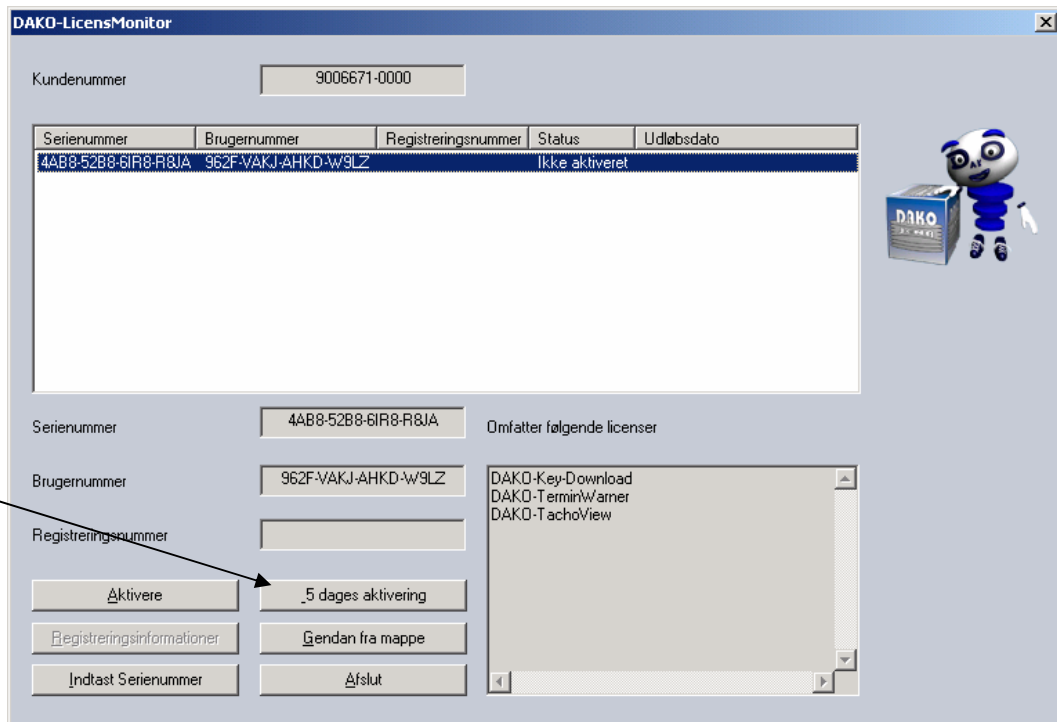 DAKO-LicensMonitor
Kundenummer
9006671-0000
Serienummer Brugernummer Registreringsnummer Status Udløbsdato
4AB8-52B8-6IR8-R8JA 962F-VAKJ-AHKD-W9LZ Ikke aktiveret
DAKO
Serienummer
4AB8-52B8-6IR8-R8JA
Omfatter følgende licenser
Brugernummer
962F-VAKJ-AHKD-W9LZ
DAKO-Key-Download
DAKO-TerminWarner
DAKO-TachoView
Registreringsnummer
Aktivere
5 dages aktivering
Registreringsinformationer
Gendan fra mappe
Indtast Serienummer
Afslut